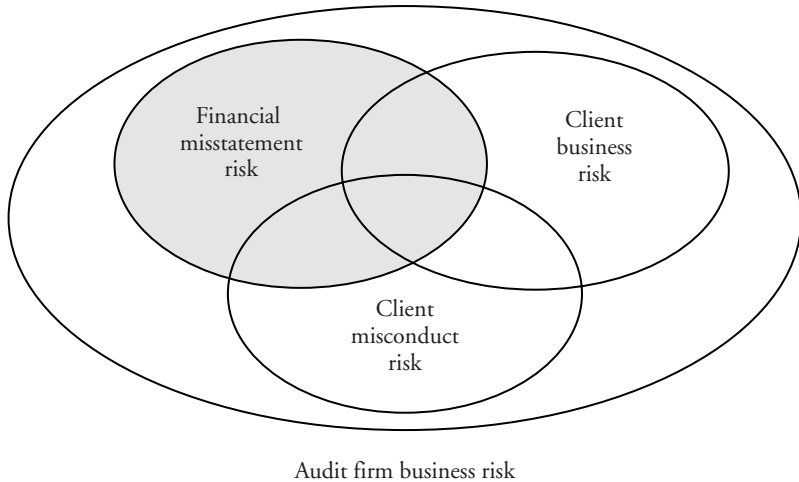 Financial
misstatement
risk
Client
business
risk
Client
misconduct
risk
Audit firm business risk